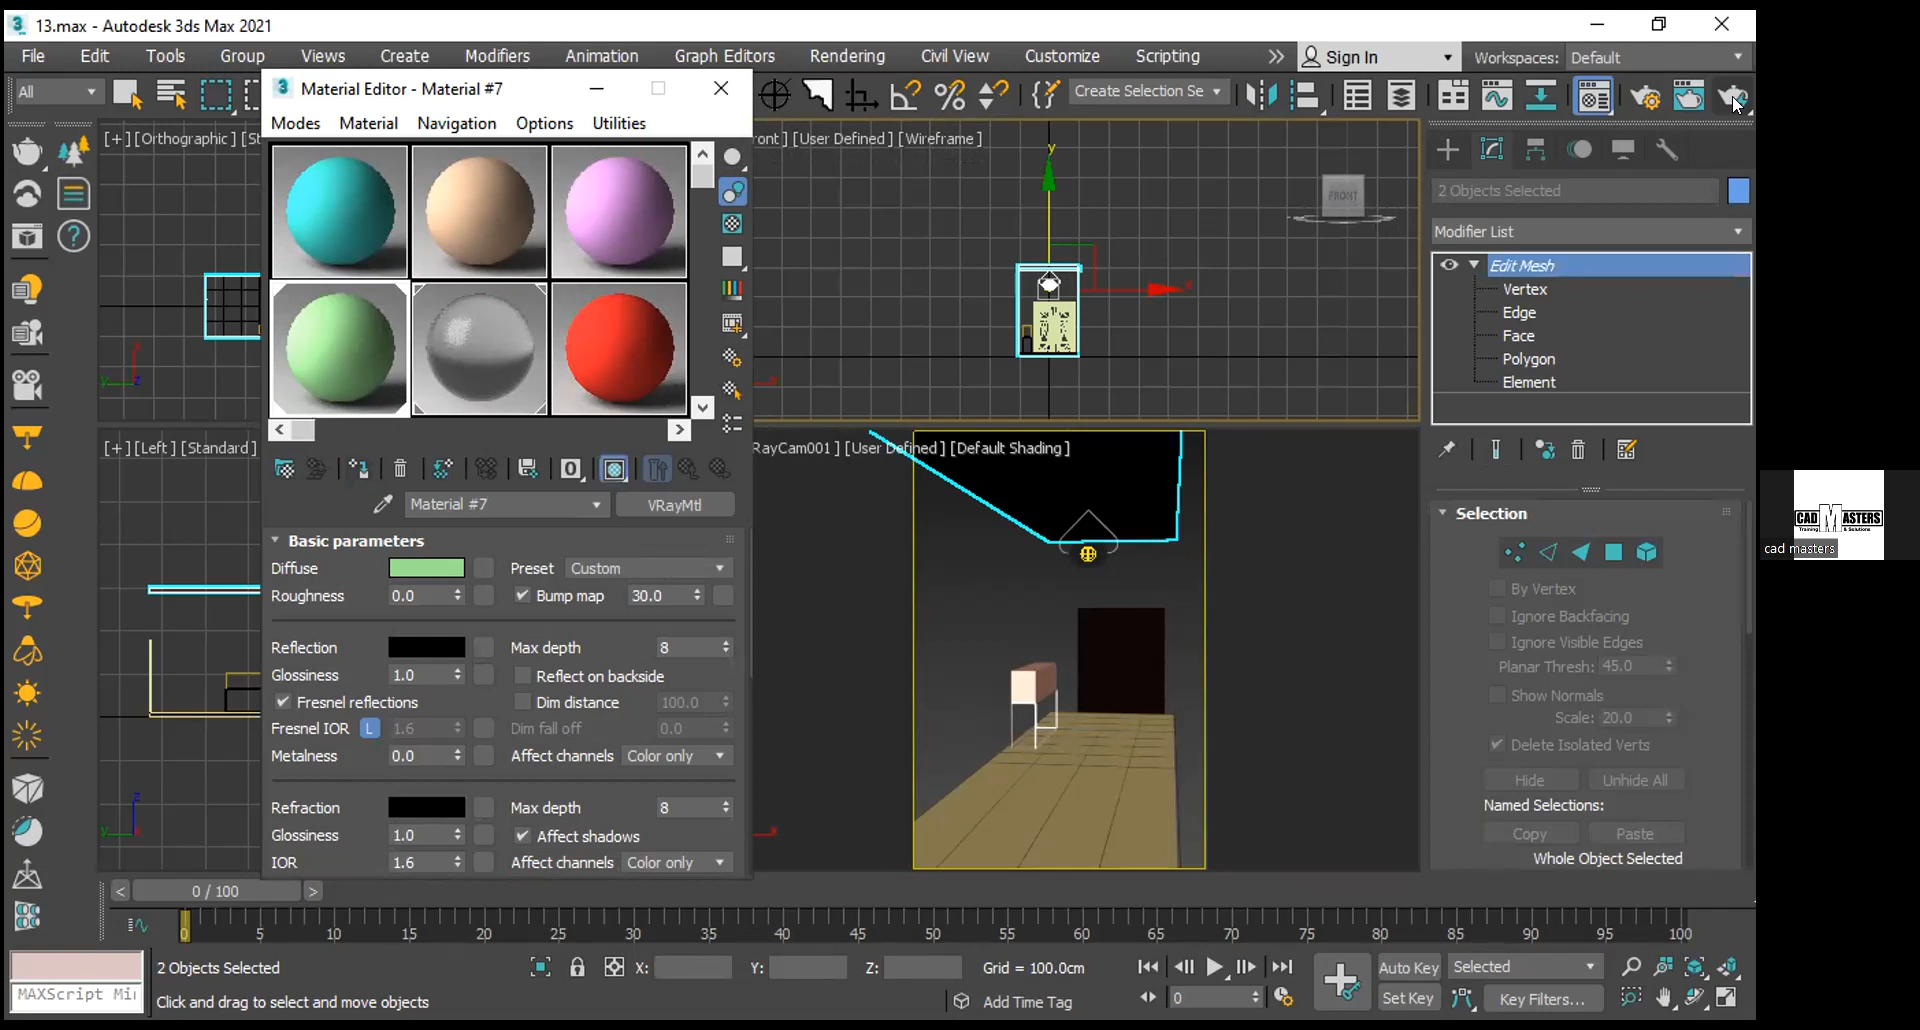 13.max - Autodesk 3ds Max 2021
File Edit Tools Group Views Create Modifiers Animation Graph Editors Rendering Civil View Customize Scripting Sign In Workspaces: Default
All
Material Editor - Material #7
Create Selection Se
Modes Material Navigation Options Utilities
[+] [Orthographic ] [S
ront ] [User Defined ] [Wireframe ]
y
FRONT
2 Objects Selected
Modifier List
Edit Mesh
Vertex
Edge
Face
Polygon
Element
[+] [Left ] [Standard ]
RayCam001 ] [User Defined ] [Default Shading ]
Material #7 VRayMtl
Basic parameters
Diffuse Preset Custom
Roughness 0.0 Bump map 30.0
Reflection Max depth 8
Glossiness 1.0 Reflect on backside
Fresnel reflections Dim distance 100.0
Fresnel IOR L 1.6 Dim fall off 0.0
Metalness 0.0 Affect channels Color only
Refraction Max depth 8
Glossiness 1.0 Affect shadows
IOR 1.6 Affect channels Color only
Selection
By Vertex
Ignore Backfacing
Ignore Visible Edges
Planar Thresh: 45.0
Show Normals
Scale: 20.0
Delete Isolated Verts
Hide Unhide All
Named Selections:
Copy Paste
Whole Object Selected
CAD MASTERS
cad masters
< 0 / 100 >
0 5 10 15 20 25 30 35 40 45 50 55 60 65 70 75 80 85 90 95 100
2 Objects Selected X: Y: Z: Grid = 100.0cm Auto Key Selected
MAXScript Mi
Click and drag to select and move objects Add Time Tag 0 Set Key Key Filters...